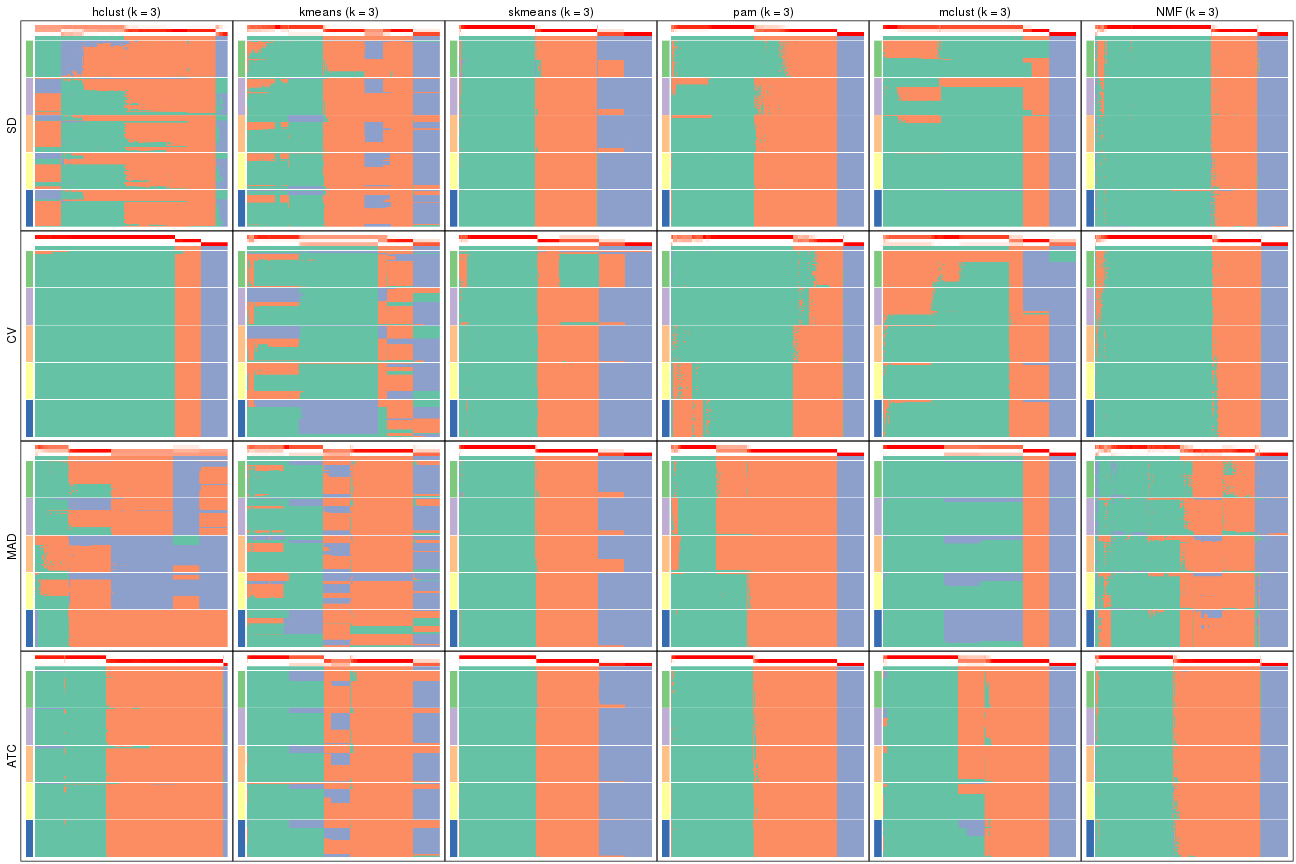 hclust (k = 3) kmeans (k = 3) skmeans (k = 3) pam (k = 3) mclust (k = 3) NMF (k = 3)
SD
CV
MAD
ATC